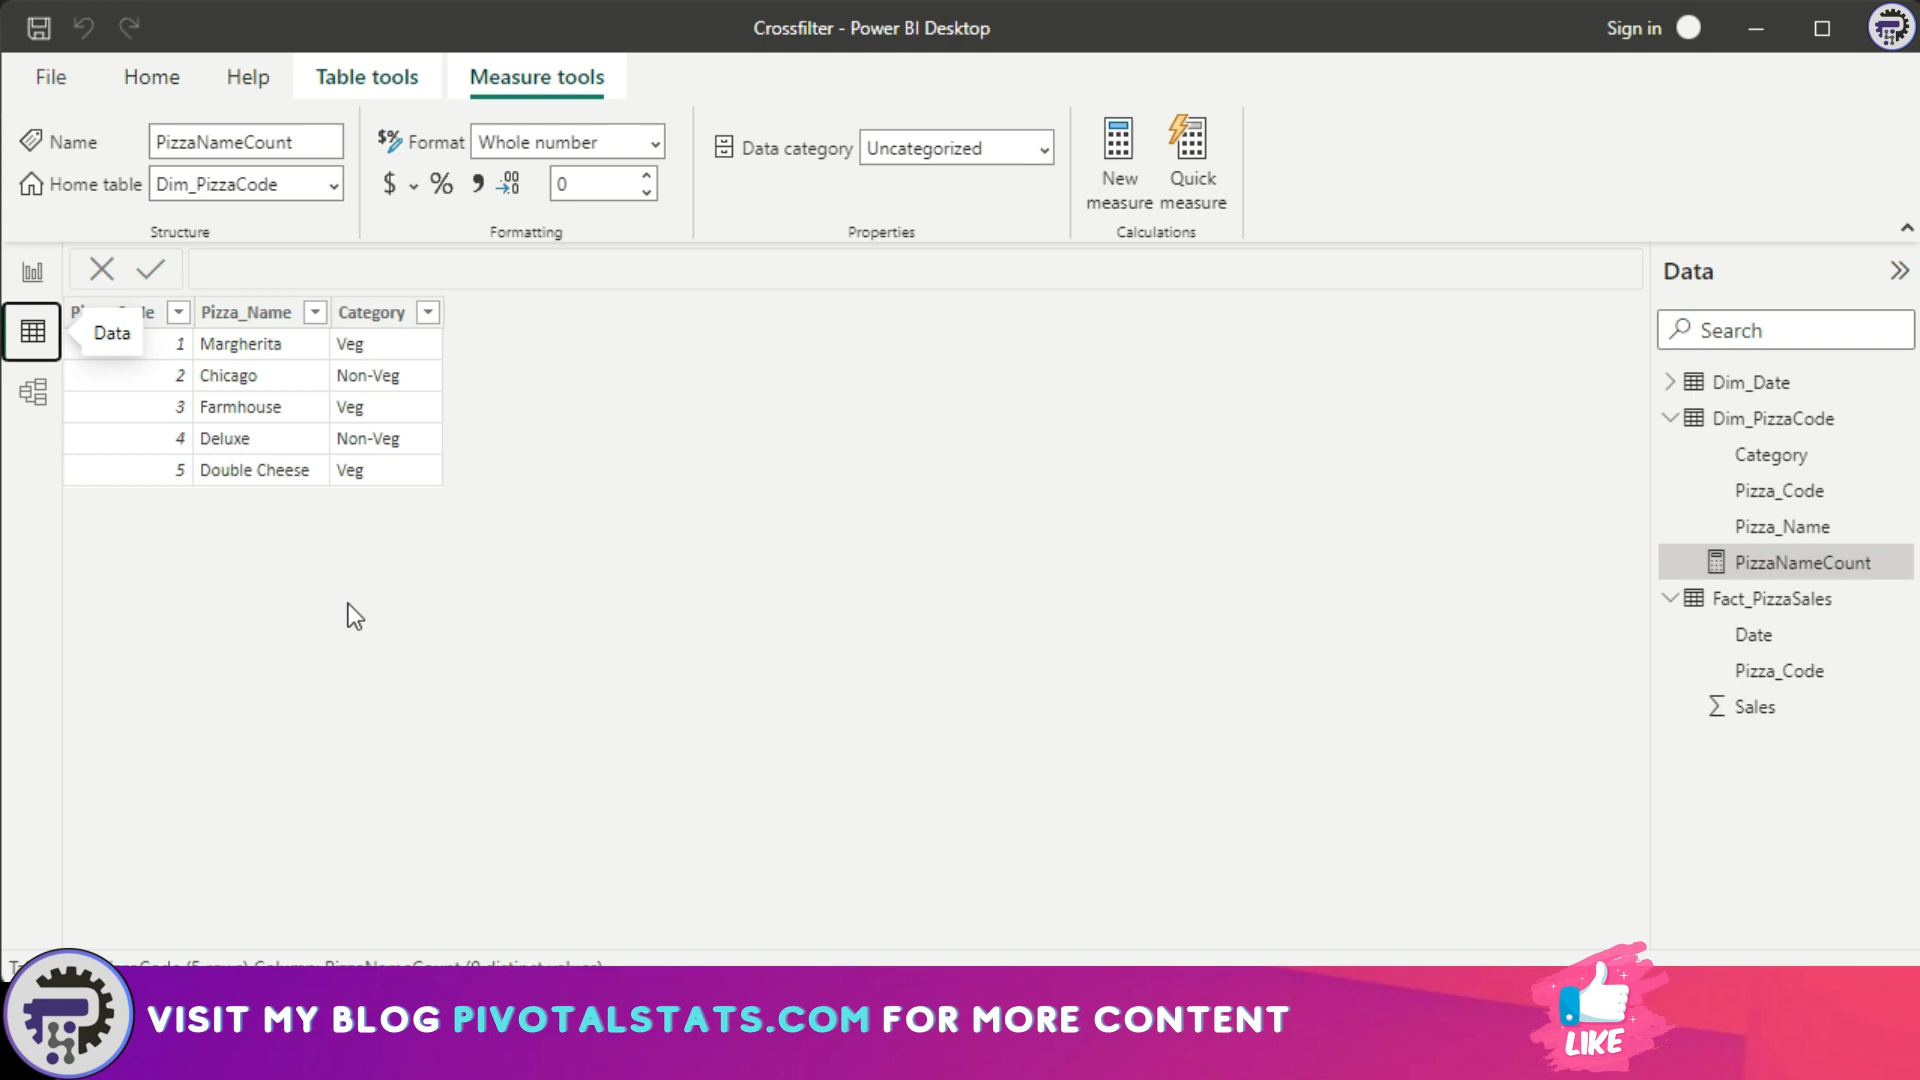 Crossfilter - Power BI Desktop
Sign in
File Home Help Table tools Measure tools
Name PizzaNameCount
Home table Dim_PizzaCode
Structure
$% Format Whole number
$ % , .00 0
Formatting
Data category Uncategorized
Properties
New measure
Quick measure
Calculations
Data
Pizza_Name Category
1 Margherita Veg
2 Chicago Non-Veg
3 Farmhouse Veg
4 Deluxe Non-Veg
5 Double Cheese Veg
Data
Search
Dim_Date
Dim_PizzaCode
Category
Pizza_Code
Pizza_Name
PizzaNameCount
Fact_PizzaSales
Date
Pizza_Code
Σ Sales
VISIT MY BLOG PIVOTALSTATS.COM FOR MORE CONTENT
LIKE